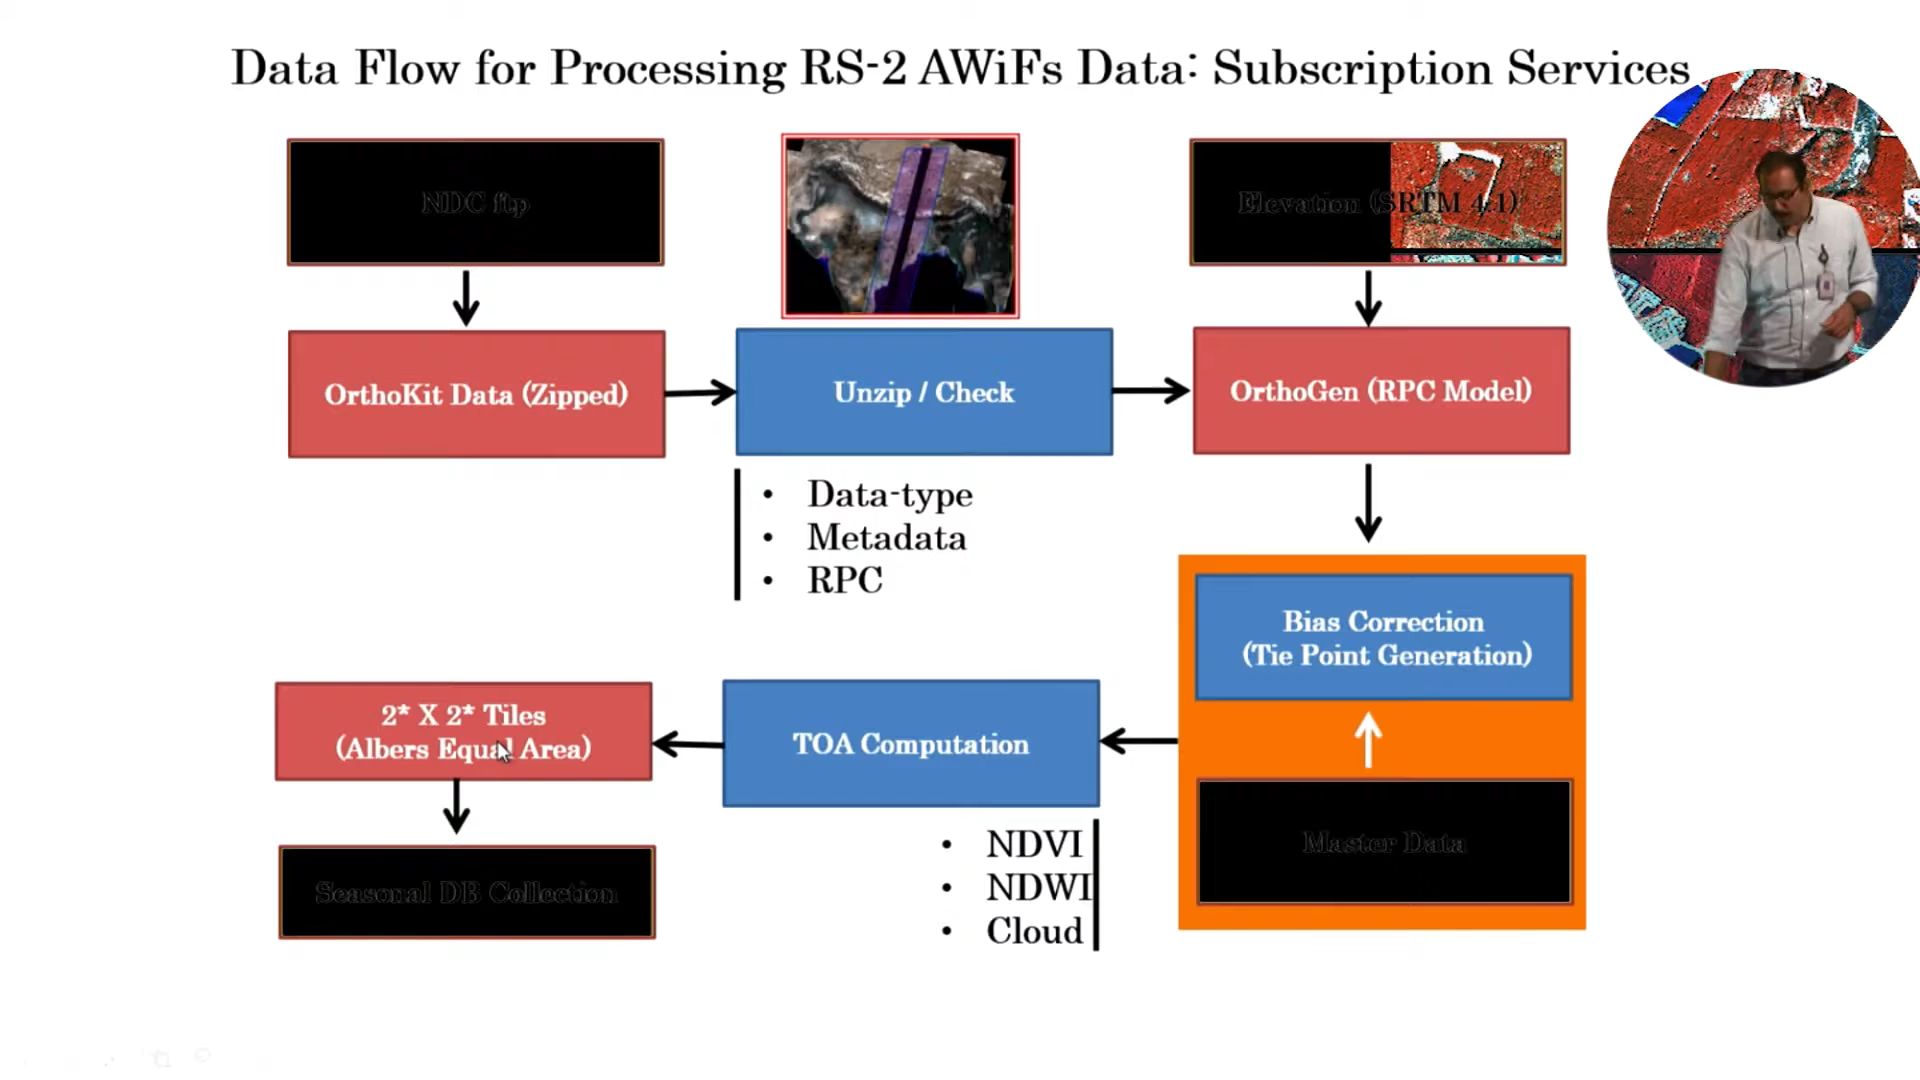 Data Flow for Processing RS-2 AWiFs Data: Subscription Services
NDC ftp
Elevation (SRTM 4.1)
OrthoKit Data (Zipped)
Unzip / Check
OrthoGen (RPC Model)
• Data-type
• Metadata
• RPC
Bias Correction
(Tie Point Generation)
2* X 2* Tiles
(Albers Equal Area)
TOA Computation
Master Data
Seasonal DB Collection
• NDVI
• NDWI
• Cloud